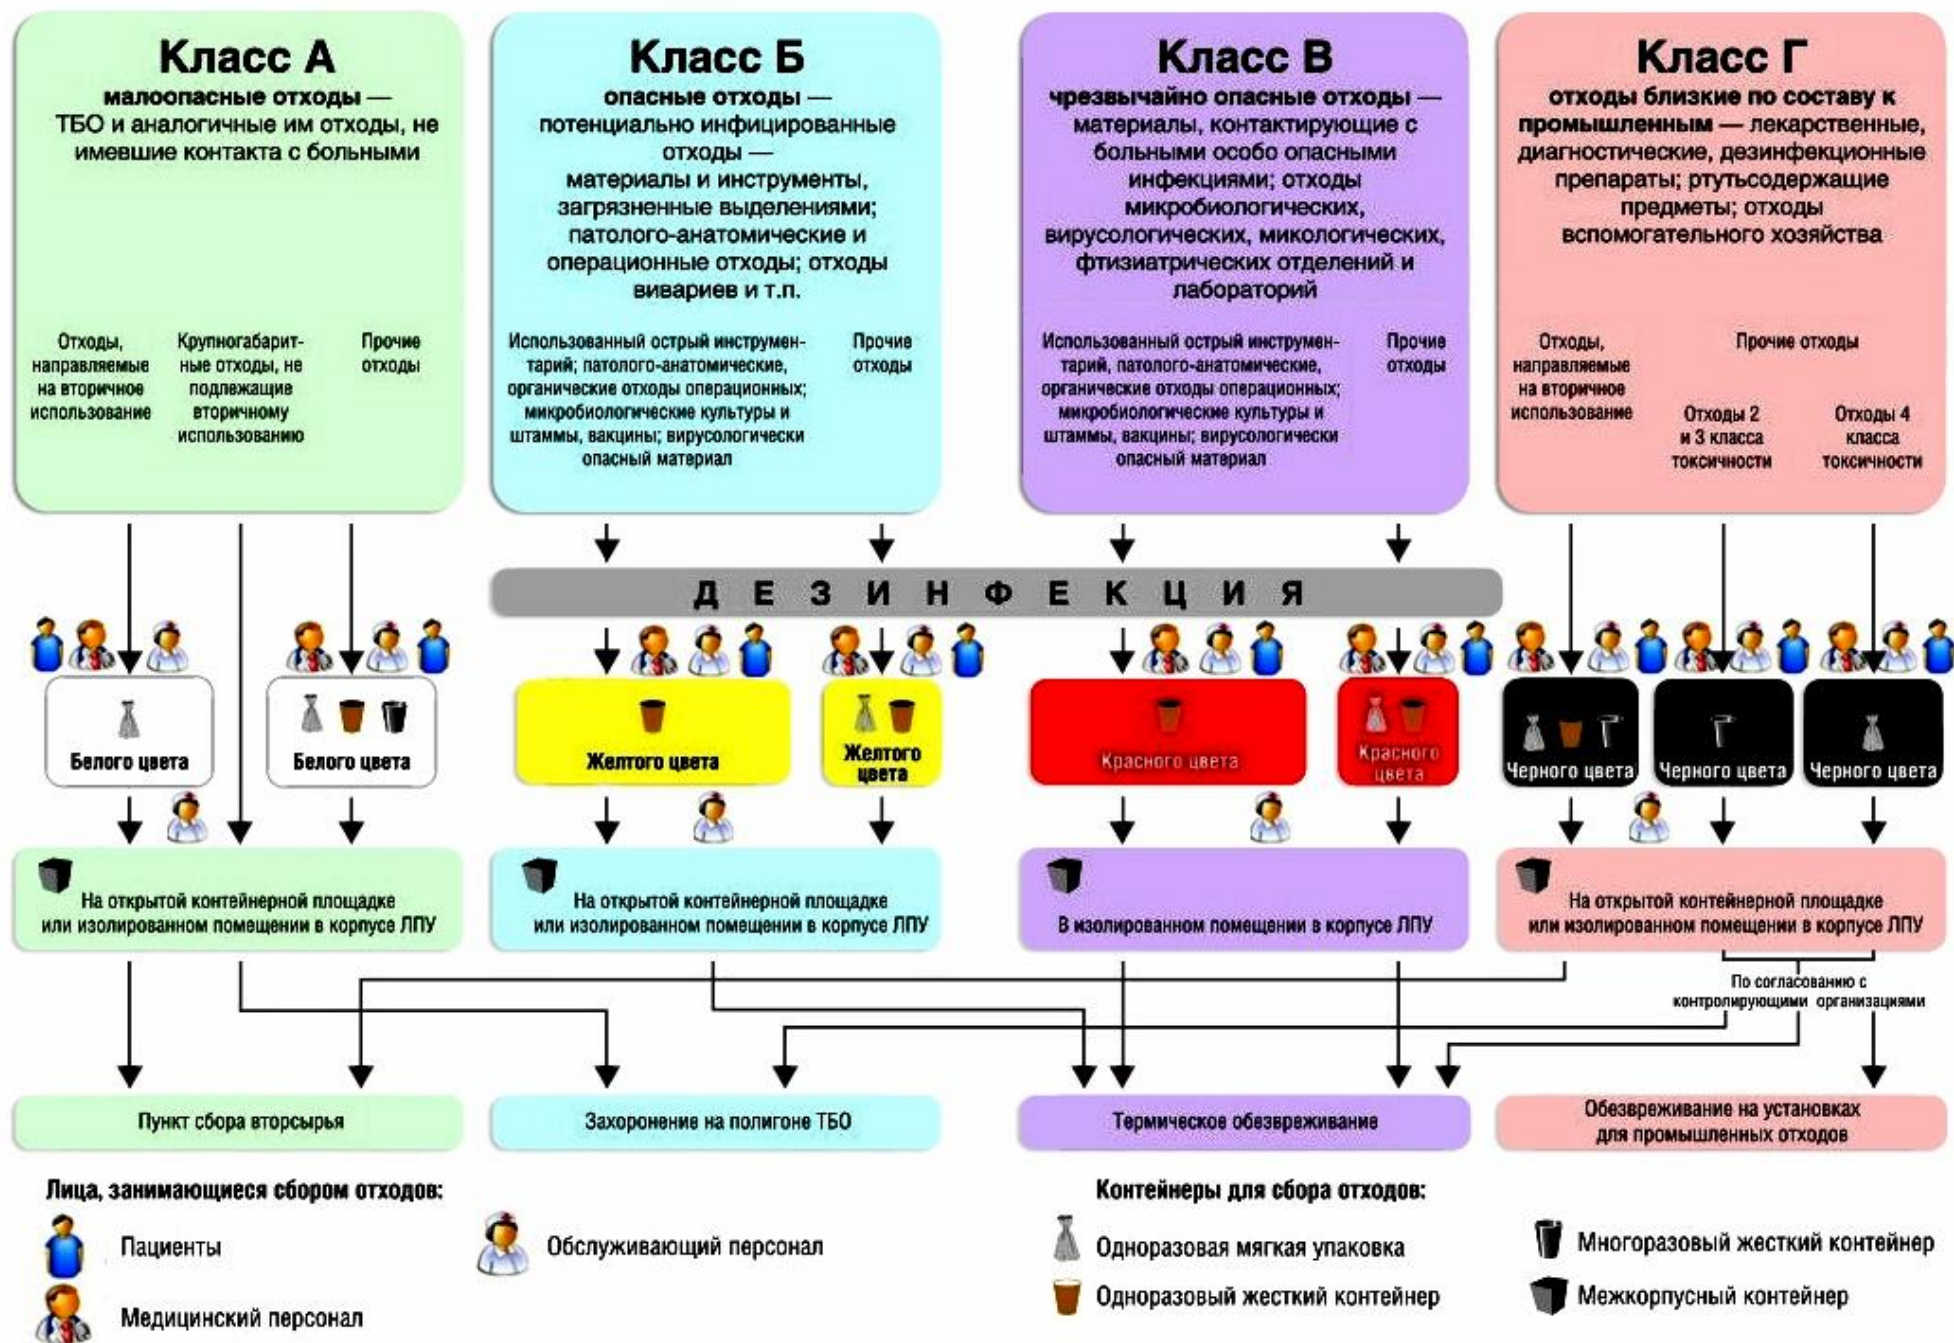 Класс А
малоопасные отходы —
ТБО и аналогичные им отходы, не
имевшие контакта с больными
Отходы,
направляемые
на вторичное
использование
Крупногабарит-
ные отходы, не
подлежащие
вторичному
использованию
Прочие
отходы
Класс Б
опасные отходы —
потенциально инфицированные
отходы —
материалы и инструменты,
загрязненные выделениями;
патолого-анатомические и
операционные отходы; отходы
вивариев и т.п.
Использованный острый инструмен-
тарий; патолого-анатомические,
органические отходы операционных;
микробиологические культуры и
штаммы, вакцины; вирусологически
опасный материал
Прочие
отходы
Класс В
чрезвычайно опасные отходы —
материалы, контактирующие с
больными особо опасными
инфекциями; отходы
микробиологических,
вирусологических, микологических,
фтизиатрических отделений и
лабораторий
Использованный острый инструмен-
тарий, патолого-анатомические,
органические отходы операционных;
микробиологические культуры и
штаммы, вакцины; вирусологически
опасный материал
Прочие
отходы
Класс Г
отходы близкие по составу к
промышленным — лекарственные,
диагностические, дезинфекционные
препараты; ртутьсодержащие
предметы; отходы
вспомогательного хозяйства
Отходы,
направляемые
на вторичное
использование
Прочие отходы
Отходы 2
и 3 класса
токсичности
Отходы 4
класса
токсичности
ДЕЗИНФЕКЦИЯ
Белого цвета
Белого цвета
Желтого цвета
Желтого
цвета
Красного цвета
Красного
цвета
Черного цвета
Черного цвета
Черного цвета
На открытой контейнерной площадке
или изолированном помещении в корпусе ЛПУ
На открытой контейнерной площадке
или изолированном помещении в корпусе ЛПУ
В изолированном помещении в корпусе ЛПУ
На открытой контейнерной площадке
или изолированном помещении в корпусе ЛПУ
По согласованию с
контролирующими организациями
Пункт сбора вторсырья
Захоронение на полигоне ТБО
Термическое обезвреживание
Обезвреживание на установках
для промышленных отходов
Лица, занимающиеся сбором отходов:
Пациенты
Медицинский персонал
Обслуживающий персонал
Контейнеры для сбора отходов:
Одноразовая мягкая упаковка
Одноразовый жесткий контейнер
Многоразовый жесткий контейнер
Межкорпусный контейнер